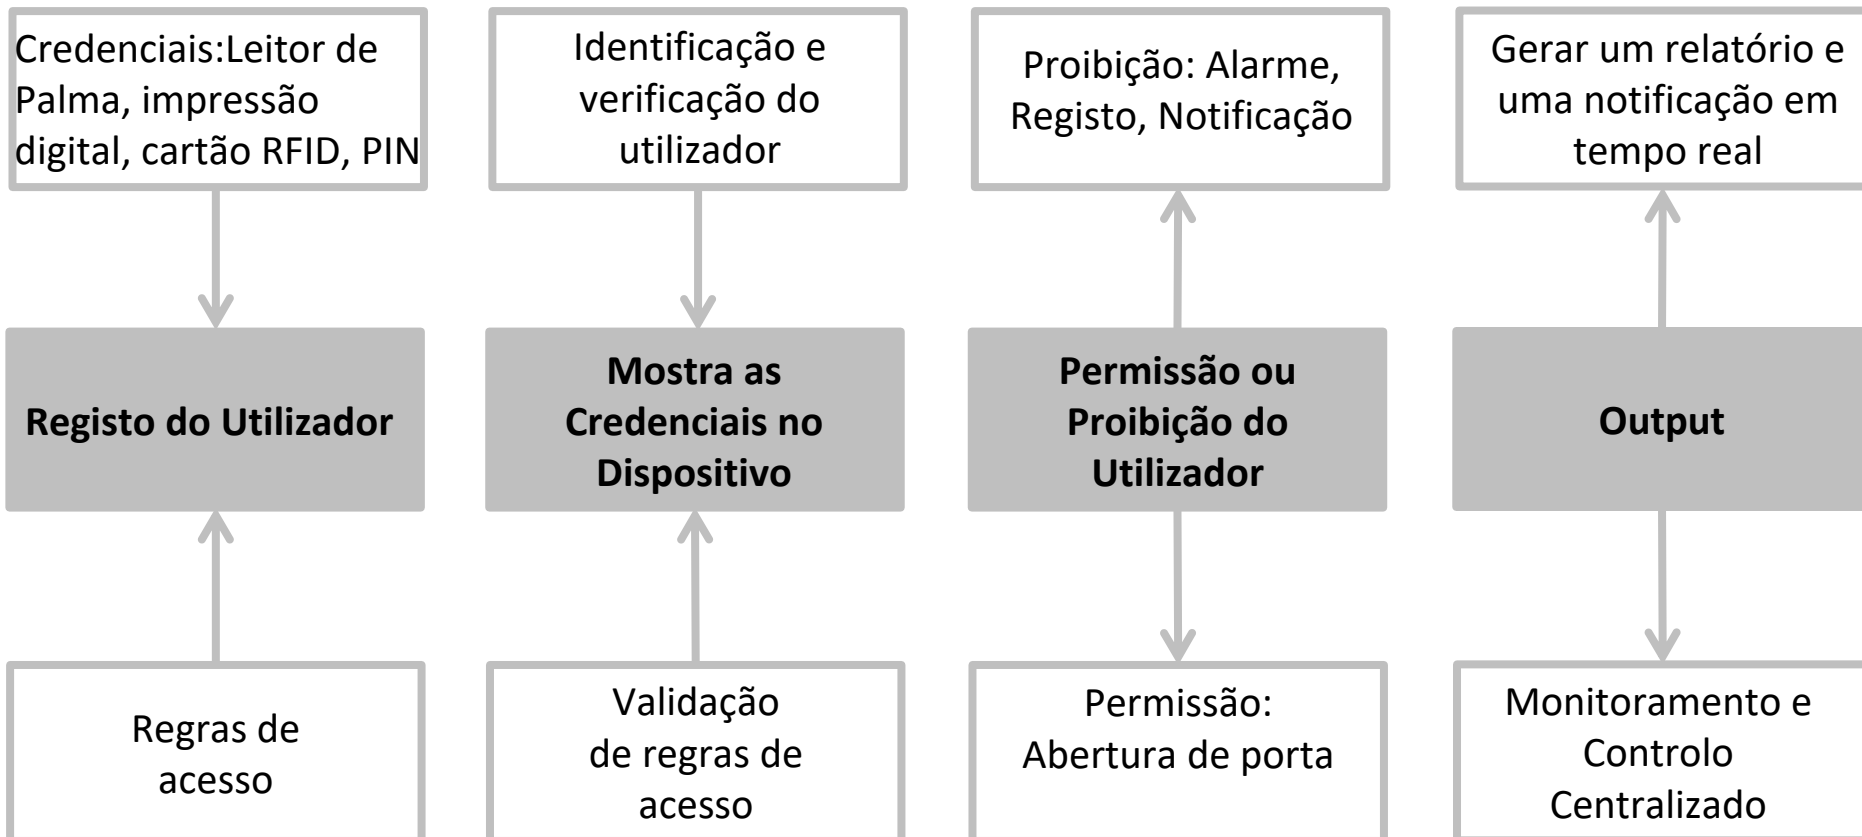 Credenciais:Leitor de
Palma, impressão
digital, cartão RFID, PIN
Identificação e
verificação do
utilizador
Proibição: Alarme,
Registo, Notificação
Gerar um relatório e
uma notificação em
tempo real
Registo do Utilizador
Mostra as
Credenciais no
Dispositivo
Permissão ou
Proibição do
Utilizador
Output
Regras de
acesso
Validação
de regras de
acesso
Permissão:
Abertura de porta
Monitoramento e
Controlo
Centralizado